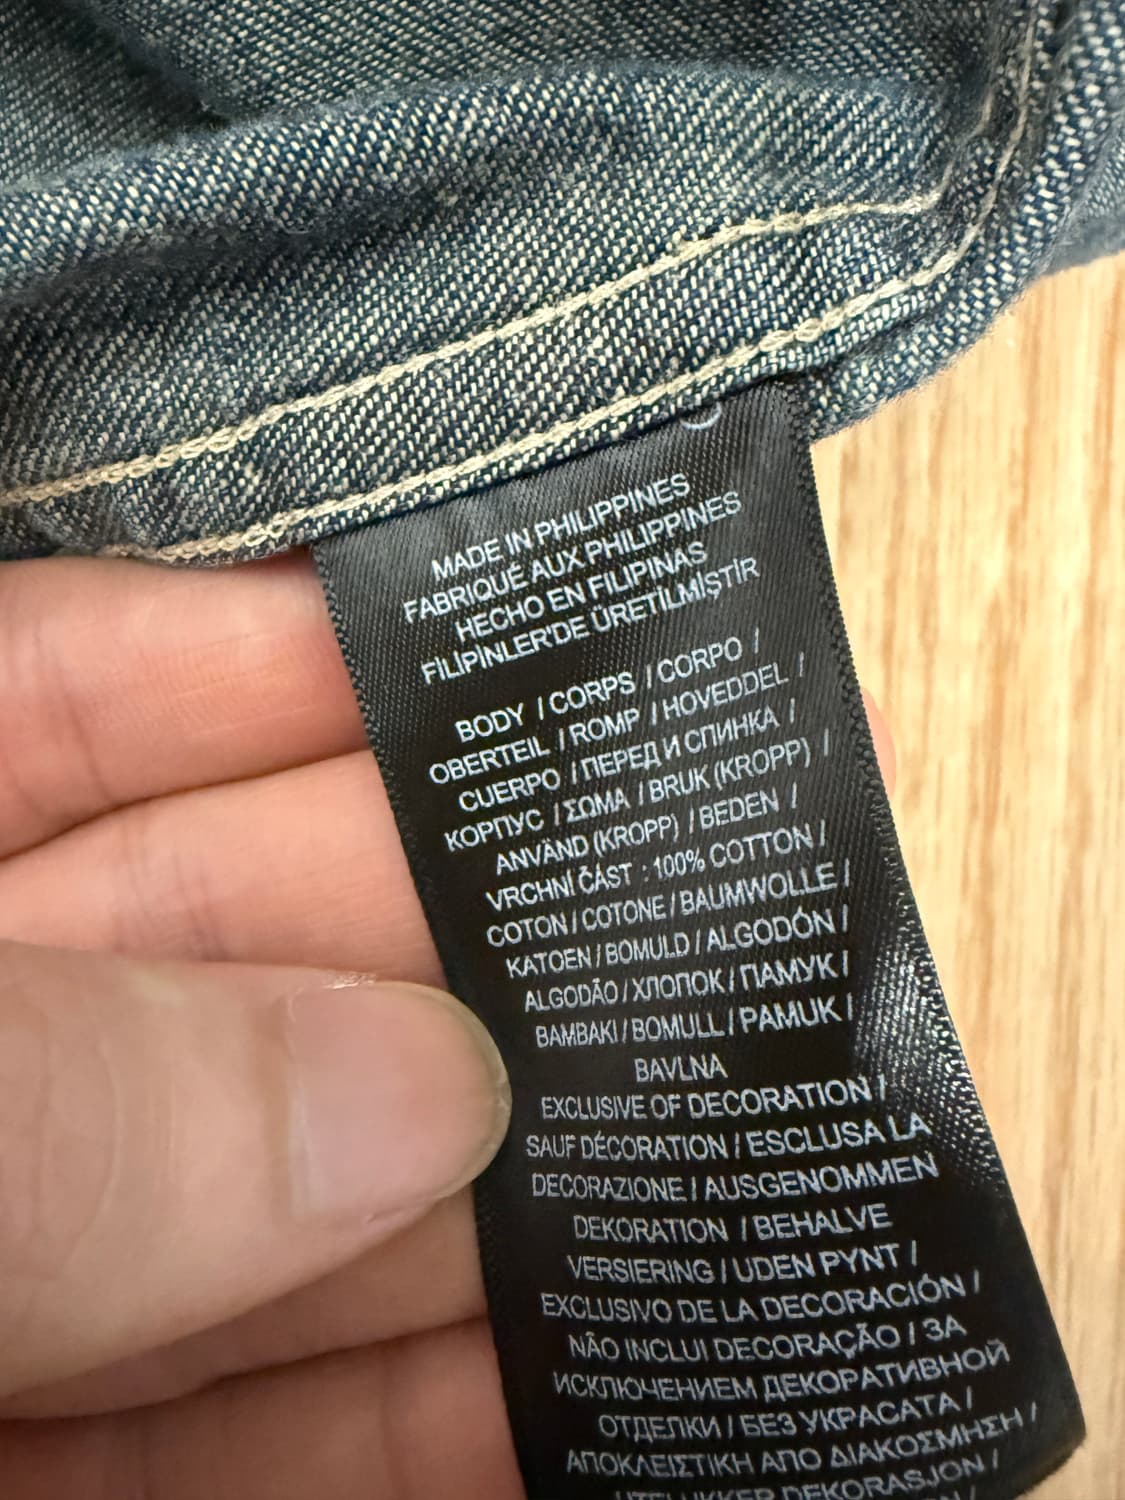 MADE IN PHILIPPINES
FABRIQUÉ AUX PHILIPPINES
HECHO EN FILIPINAS
FİLİPİNLER'DE ÜRETİLMİŞTİR
BODY / CORPS / CORPO /
OBERTEIL / ROMP / HOVEDDEL /
CUERPO / ПЕРЕД И СПИНКА /
КОРПУС / ΣΩΜΑ / BRUK (KROPP) /
ANVÄND (KROPP) / BEDEN /
VRCHNÍ ČÁST : 100% COTTON /
COTON / COTONE / BAUMWOLLE /
KATOEN / BOMULD / ALGODÓN /
ALGODÃO / ХЛОПОК / ПАМУК /
ΒΑΜΒΑΚΙ / BOMULL / PAMUK /
BAVLNA
EXCLUSIVE OF DECORATION /
SAUF DÉCORATION / ESCLUSA LA
DECORAZIONE / AUSGENOMMEN
DEKORATION / BEHALVE
VERSIERING / UDEN PYNT /
EXCLUSIVO DE LA DECORACIÓN /
NÃO INCLUI DECORAÇÃO / ЗА
ИСКЛЮЧЕНИЕМ ДЕКОРАТИВНОЙ
ОТДЕЛКИ / БЕЗ УКРАСАТА /
ΑΠΟΚΛΕΙΣΤΙΚΗ ΑΠΟ ΔΙΑΚΟΣΜΗΣΗ /
UTELUKKER DEKORASJON /